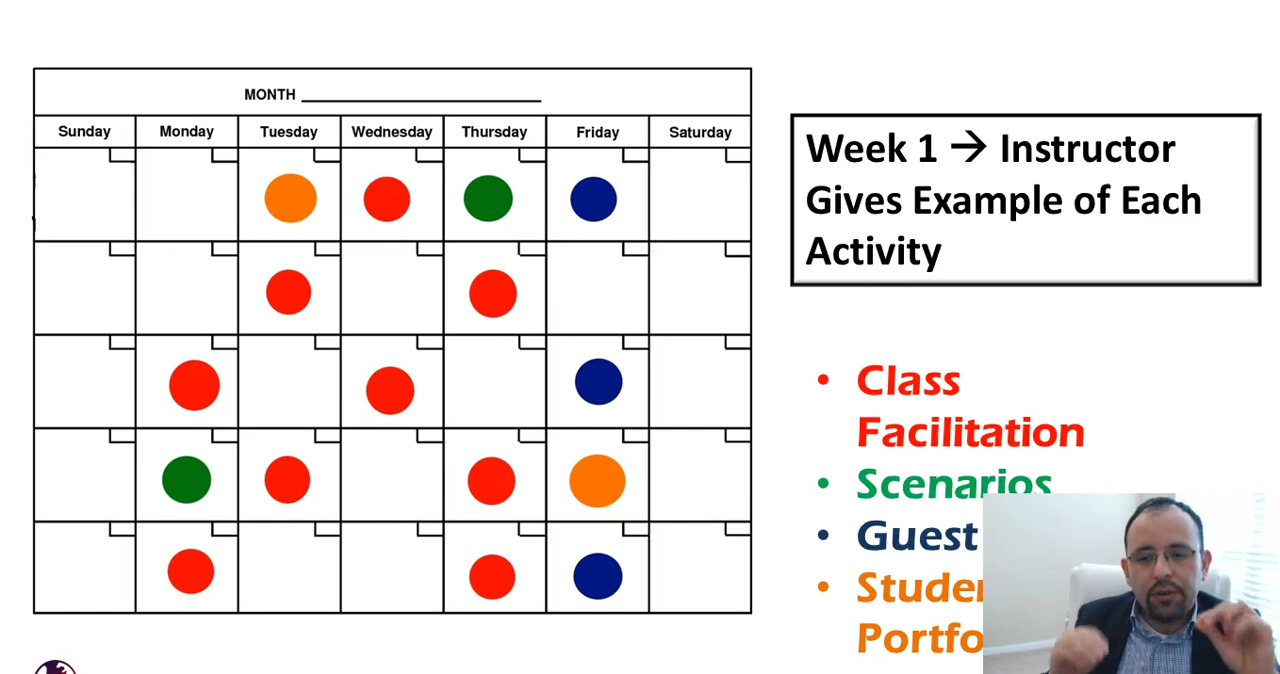 MONTH
Sunday Monday Tuesday Wednesday Thursday Friday Saturday
Week 1 → Instructor
Gives Example of Each
Activity
• Class
Facilitation
• Scenarios
• Guest
•